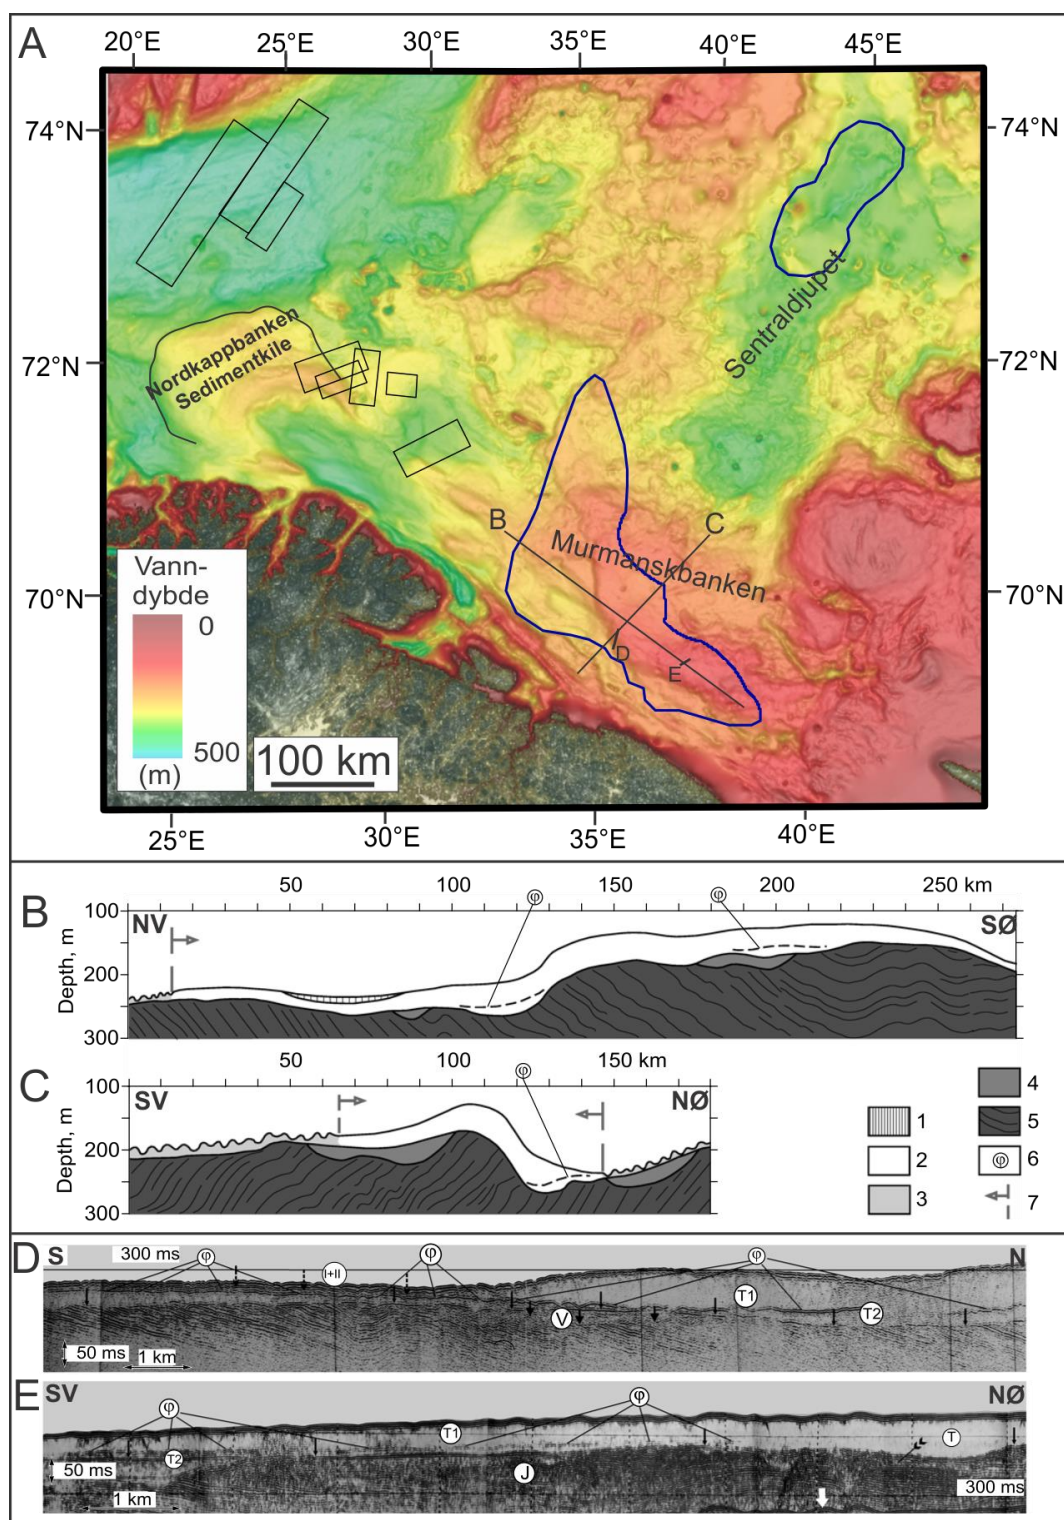 A
20°E 25°E 30°E 35°E 40°E 45°E
74°N 74°N
Sentraldjupet
Nordkappbanken
Sedimentkile
72°N 72°N
B C
Murmanskbanken
70°N 70°N
D
E
Vann-
dybde
0
500
(m)
100 km
25°E 30°E 35°E 40°E
B
50 100 150 200 250 km
φ φ
100 NV SØ
Depth, m
200
300
C
50 100 150 km
φ
100 SV NØ
Depth, m
200
300
1 4
2 5
3 φ 6
7
D S 300 ms φ φ φ N
I+II
T1
V T2
50 ms 1 km
E SV φ φ NØ
T1 T
T2
J
50 ms
1 km 300 ms